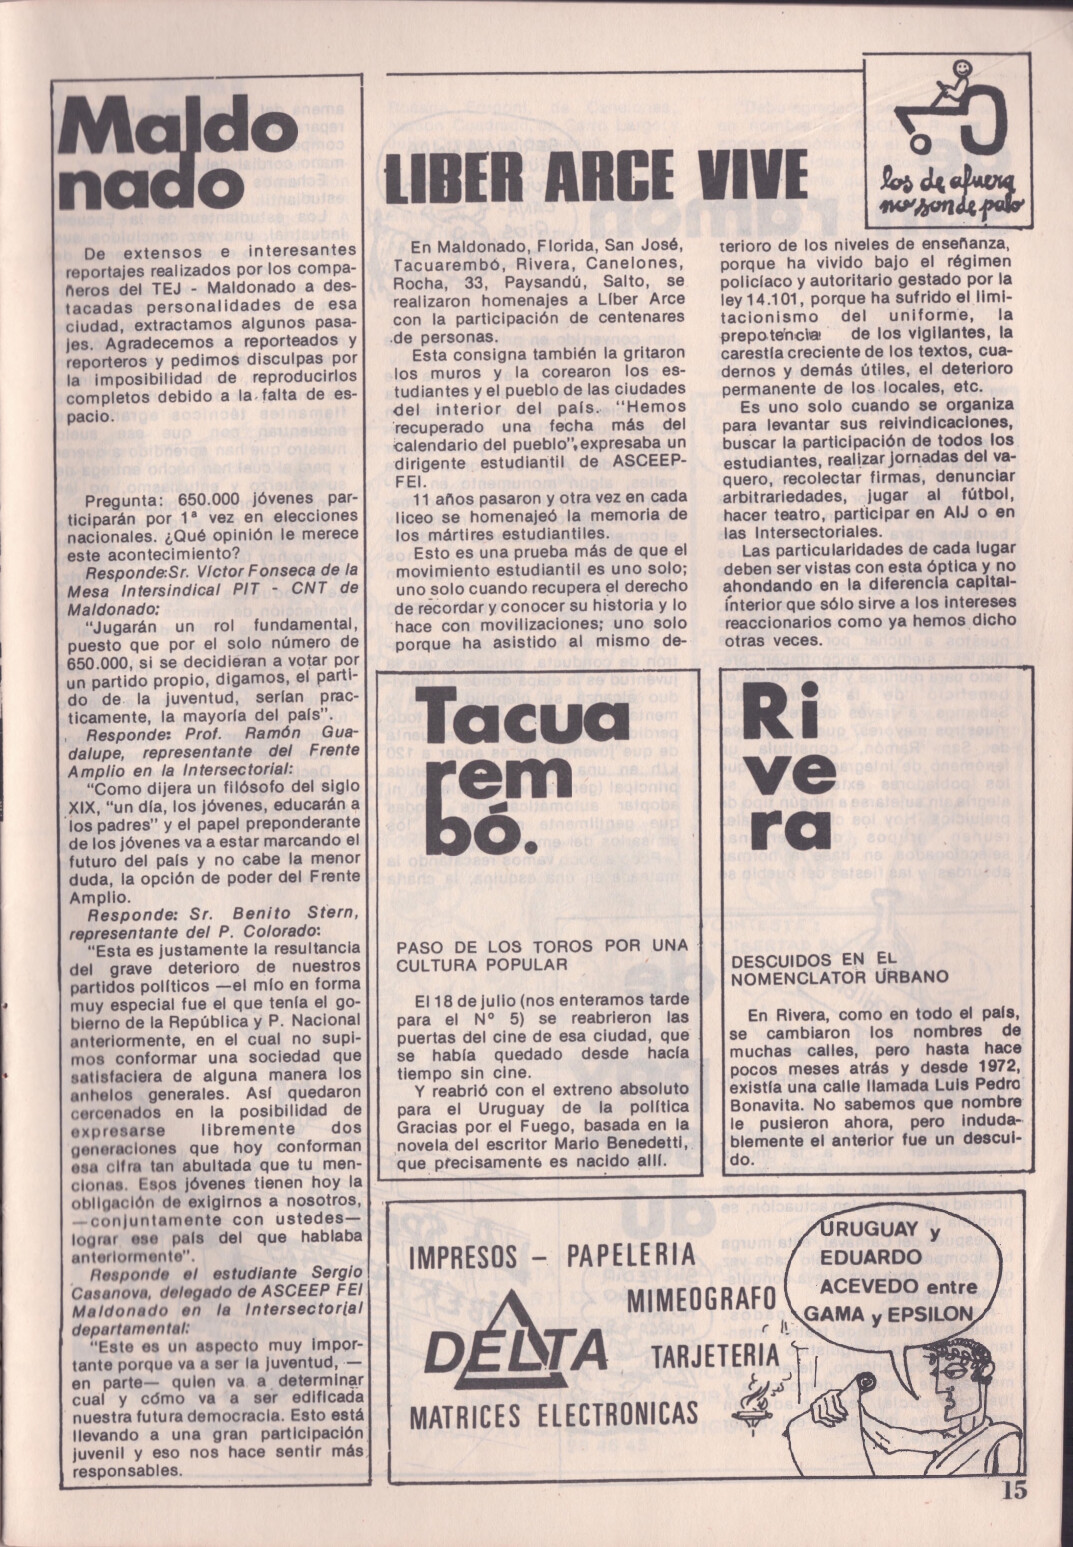 Maldo
nado
De extensos e interesantes
reportajes realizados por los compa-
ñeros del TEJ - Maldonado a des-
tacadas personalidades de esa
ciudad, extractamos algunos pasa-
jes. Agradecemos a reporteados y
reporteros y pedimos disculpas por
la imposibilidad de reproducirlos
completos debido a la falta de es-
pacio.
Pregunta: 650.000 jóvenes par-
ticiparán por 1ª vez en elecciones
nacionales. ¿Qué opinión le merece
este acontecimiento?
Responde:Sr. Víctor Fonseca de la
Mesa Intersindical PIT - CNT de
Maldonado:
"Jugarán un rol fundamental,
puesto que por el solo número de
650.000, si se decidieran a votar por
un partido propio, digamos, el parti-
do de la juventud, serían prac-
ticamente, la mayoría del país".
Responde: Prof. Ramón Gua-
dalupe, representante del Frente
Amplio en la Intersectorial:
"Como dijera un filósofo del siglo
XIX, "un día, los jóvenes, educarán a
los padres" y el papel preponderante
de los jóvenes va a estar marcando el
futuro del país y no cabe la menor
duda, la opción de poder del Frente
Amplio.
Responde: Sr. Benito Stern,
representante del P. Colorado:
"Esta es justamente la resultancia
del grave deterioro de nuestros
partidos políticos —el mío en forma
muy especial fue el que tenía el go-
bierno de la República y P. Nacional
anteriormente, en el cual no supi-
mos conformar una sociedad que
satisfaciera de alguna manera los
anhelos generales. Así quedaron
cercenados en la posibilidad de
expresarse libremente dos
generaciones que hoy conforman
esa cifra tan abultada que tu men-
cionas. Esos jóvenes tienen hoy la
obligación de exigirnos a nosotros,
—conjuntamente con ustedes—
lograr ese país del que hablaba
anteriormente".
Responde el estudiante Sergio
Casanova, delegado de ASCEEP FEI
Maldonado en la Intersectorial
departamental:
"Este es un aspecto muy impor-
tante porque va a ser la juventud, —
en parte— quien va a determinar
cual y cómo va a ser edificada
nuestra futura democracia. Esto está
llevando a una gran participación
juvenil y eso nos hace sentir más
responsables.
LIBER ARCE VIVE
los de afuera
no son de palo
En Maldonado, Florida, San José,
Tacuarembó, Rivera, Canelones,
Rocha, 33, Paysandú, Salto, se
realizaron homenajes a Líber Arce
con la participación de centenares
de personas.
Esta consigna también la gritaron
los muros y la corearon los es-
tudiantes y el pueblo de las ciudades
del interior del país. "Hemos
recuperado una fecha más del
calendario del pueblo", expresaba un
dirigente estudiantil de ASCEEP-
FEI.
11 años pasaron y otra vez en cada
liceo se homenajeó la memoria de
los mártires estudiantiles.
Esto es una prueba más de que el
movimiento estudiantil es uno solo;
uno solo cuando recupera el derecho
de recordar y conocer su historia y lo
hace con movilizaciones; uno solo
porque ha asistido al mismo de-
terioro de los niveles de enseñanza,
porque ha vivido bajo el régimen
policíaco y autoritario gestado por la
ley 14.101, porque ha sufrido el limi-
tacionismo del uniforme, la
prepotencia de los vigilantes, la
carestía creciente de los textos, cua-
dernos y demás útiles, el deterioro
permanente de los locales, etc.
Es uno solo cuando se organiza
para levantar sus reivindicaciones,
buscar la participación de todos los
estudiantes, realizar jornadas del va-
quero, recolectar firmas, denunciar
arbitrariedades, jugar al fútbol,
hacer teatro, participar en AIJ o en
las Intersectoriales.
Las particularidades de cada lugar
deben ser vistas con esta óptica y no
ahondando en la diferencia capital-
interior que sólo sirve a los intereses
reaccionarios como ya hemos dicho
otras veces.
Tacua
rem
bó.
PASO DE LOS TOROS POR UNA
CULTURA POPULAR
El 18 de julio (nos enteramos tarde
para el Nº 5) se reabrieron las
puertas del cine de esa ciudad, que
se había quedado desde hacía
tiempo sin cine.
Y reabrió con el extreno absoluto
para el Uruguay de la política
Gracias por el Fuego, basada en la
novela del escritor Mario Benedetti,
que precisamente es nacido allí.
Ri
ve
ra
DESCUIDOS EN EL
NOMENCLATOR URBANO
En Rivera, como en todo el país,
se cambiaron los nombres de
muchas calles, pero hasta hace
pocos meses atrás y desde 1972,
existía una calle llamada Luis Pedro
Bonavita. No sabemos que nombre
le pusieron ahora, pero induda-
blemente el anterior fue un descui-
do.
IMPRESOS – PAPELERIA
MIMEOGRAFO
DELTA
TARJETERIA
MATRICES ELECTRONICAS
URUGUAY y
EDUARDO
ACEVEDO entre
GAMA y EPSILON
15